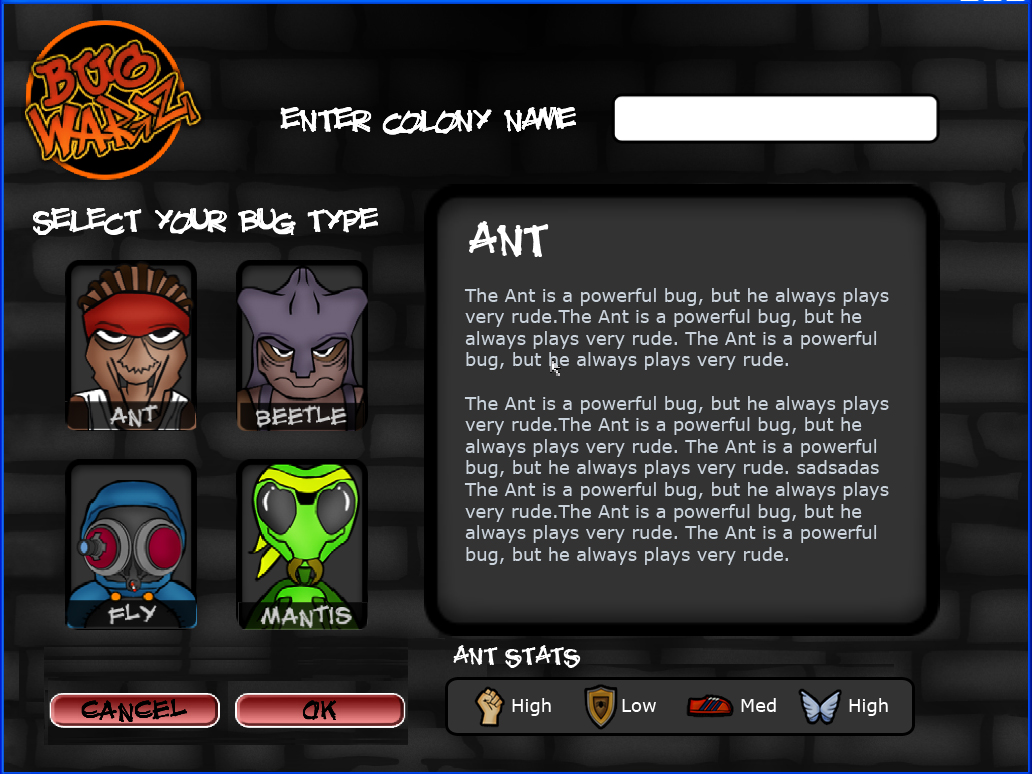 BUG
WARZ
ENTER COLONY NAME
SELECT YOUR BUG TYPE
ANT
BEETLE
FLY
MANTIS
CANCEL
OK
ANT
The Ant is a powerful bug, but he always plays
very rude.The Ant is a powerful bug, but he
always plays very rude. The Ant is a powerful
bug, but he always plays very rude.
The Ant is a powerful bug, but he always plays
very rude.The Ant is a powerful bug, but he
always plays very rude. The Ant is a powerful
bug, but he always plays very rude. sadsadas
The Ant is a powerful bug, but he always plays
very rude.The Ant is a powerful bug, but he
always plays very rude. The Ant is a powerful
bug, but he always plays very rude.
ANT STATS
High Low Med High